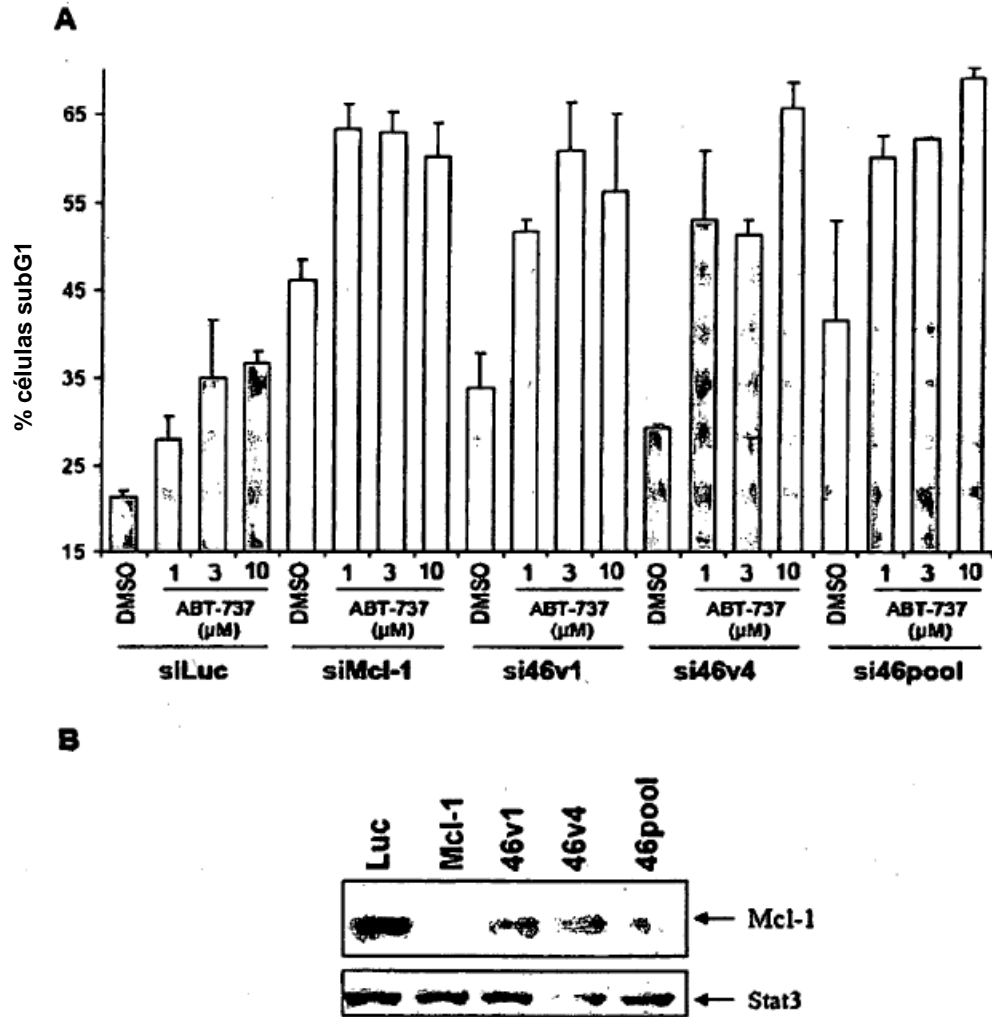 A
% células subG1
65
55
45
35
25
15
DMSO 1 3 10 DMSO 1 3 10 DMSO 1 3 10 DMSO 1 3 10 DMSO 1 3 10
ABT-737 ABT-737 ABT-737 ABT-737 ABT-737
(µM) (µM) (µM) (µM) (µM)
siLuc siMcl-1 si46v1 si46v4 si46pool
B
Luc Mcl-1 46v1 46v4 46pool
Mcl-1
Stat3